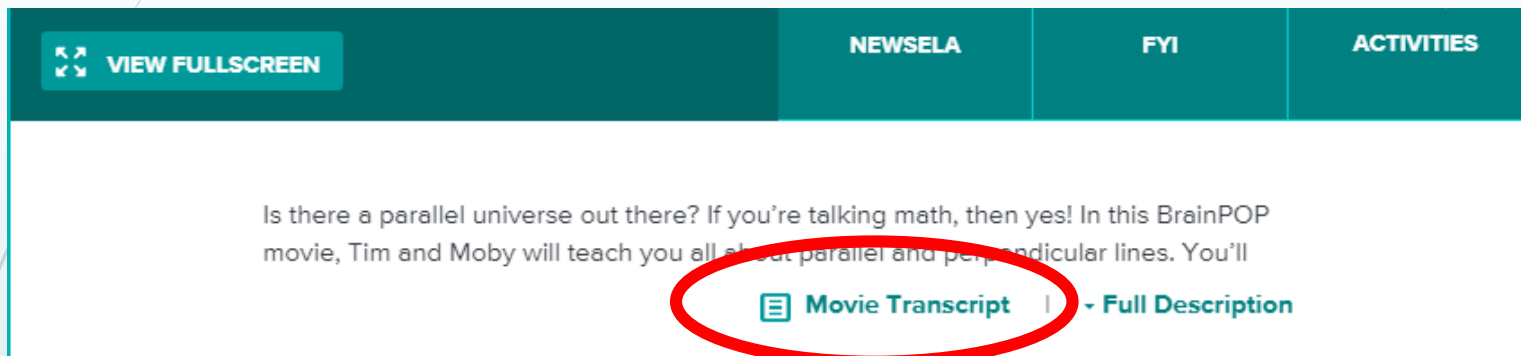 VIEW FULLSCREEN
NEWSELA
FYI
ACTIVITIES
Is there a parallel universe out there? If you're talking math, then yes! In this BrainPOP
movie, Tim and Moby will teach you all about parallel and perpendicular lines. You'll
Movie Transcript | Full Description